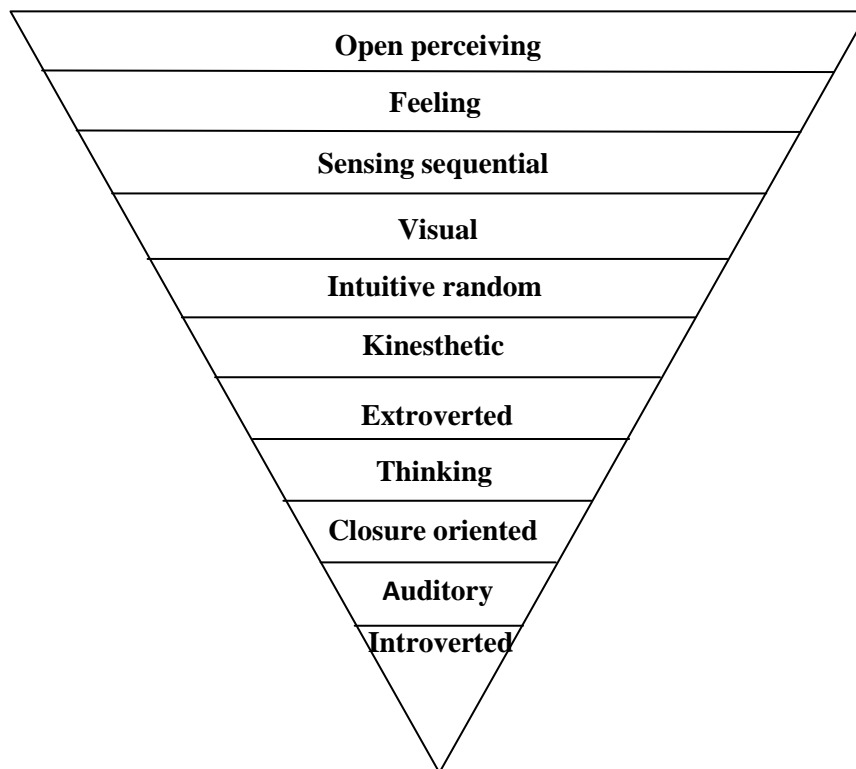 Open perceiving
Feeling
Sensing sequential
Visual
Intuitive random
Kinesthetic
Extroverted
Thinking
Closure oriented
Auditory
Introverted